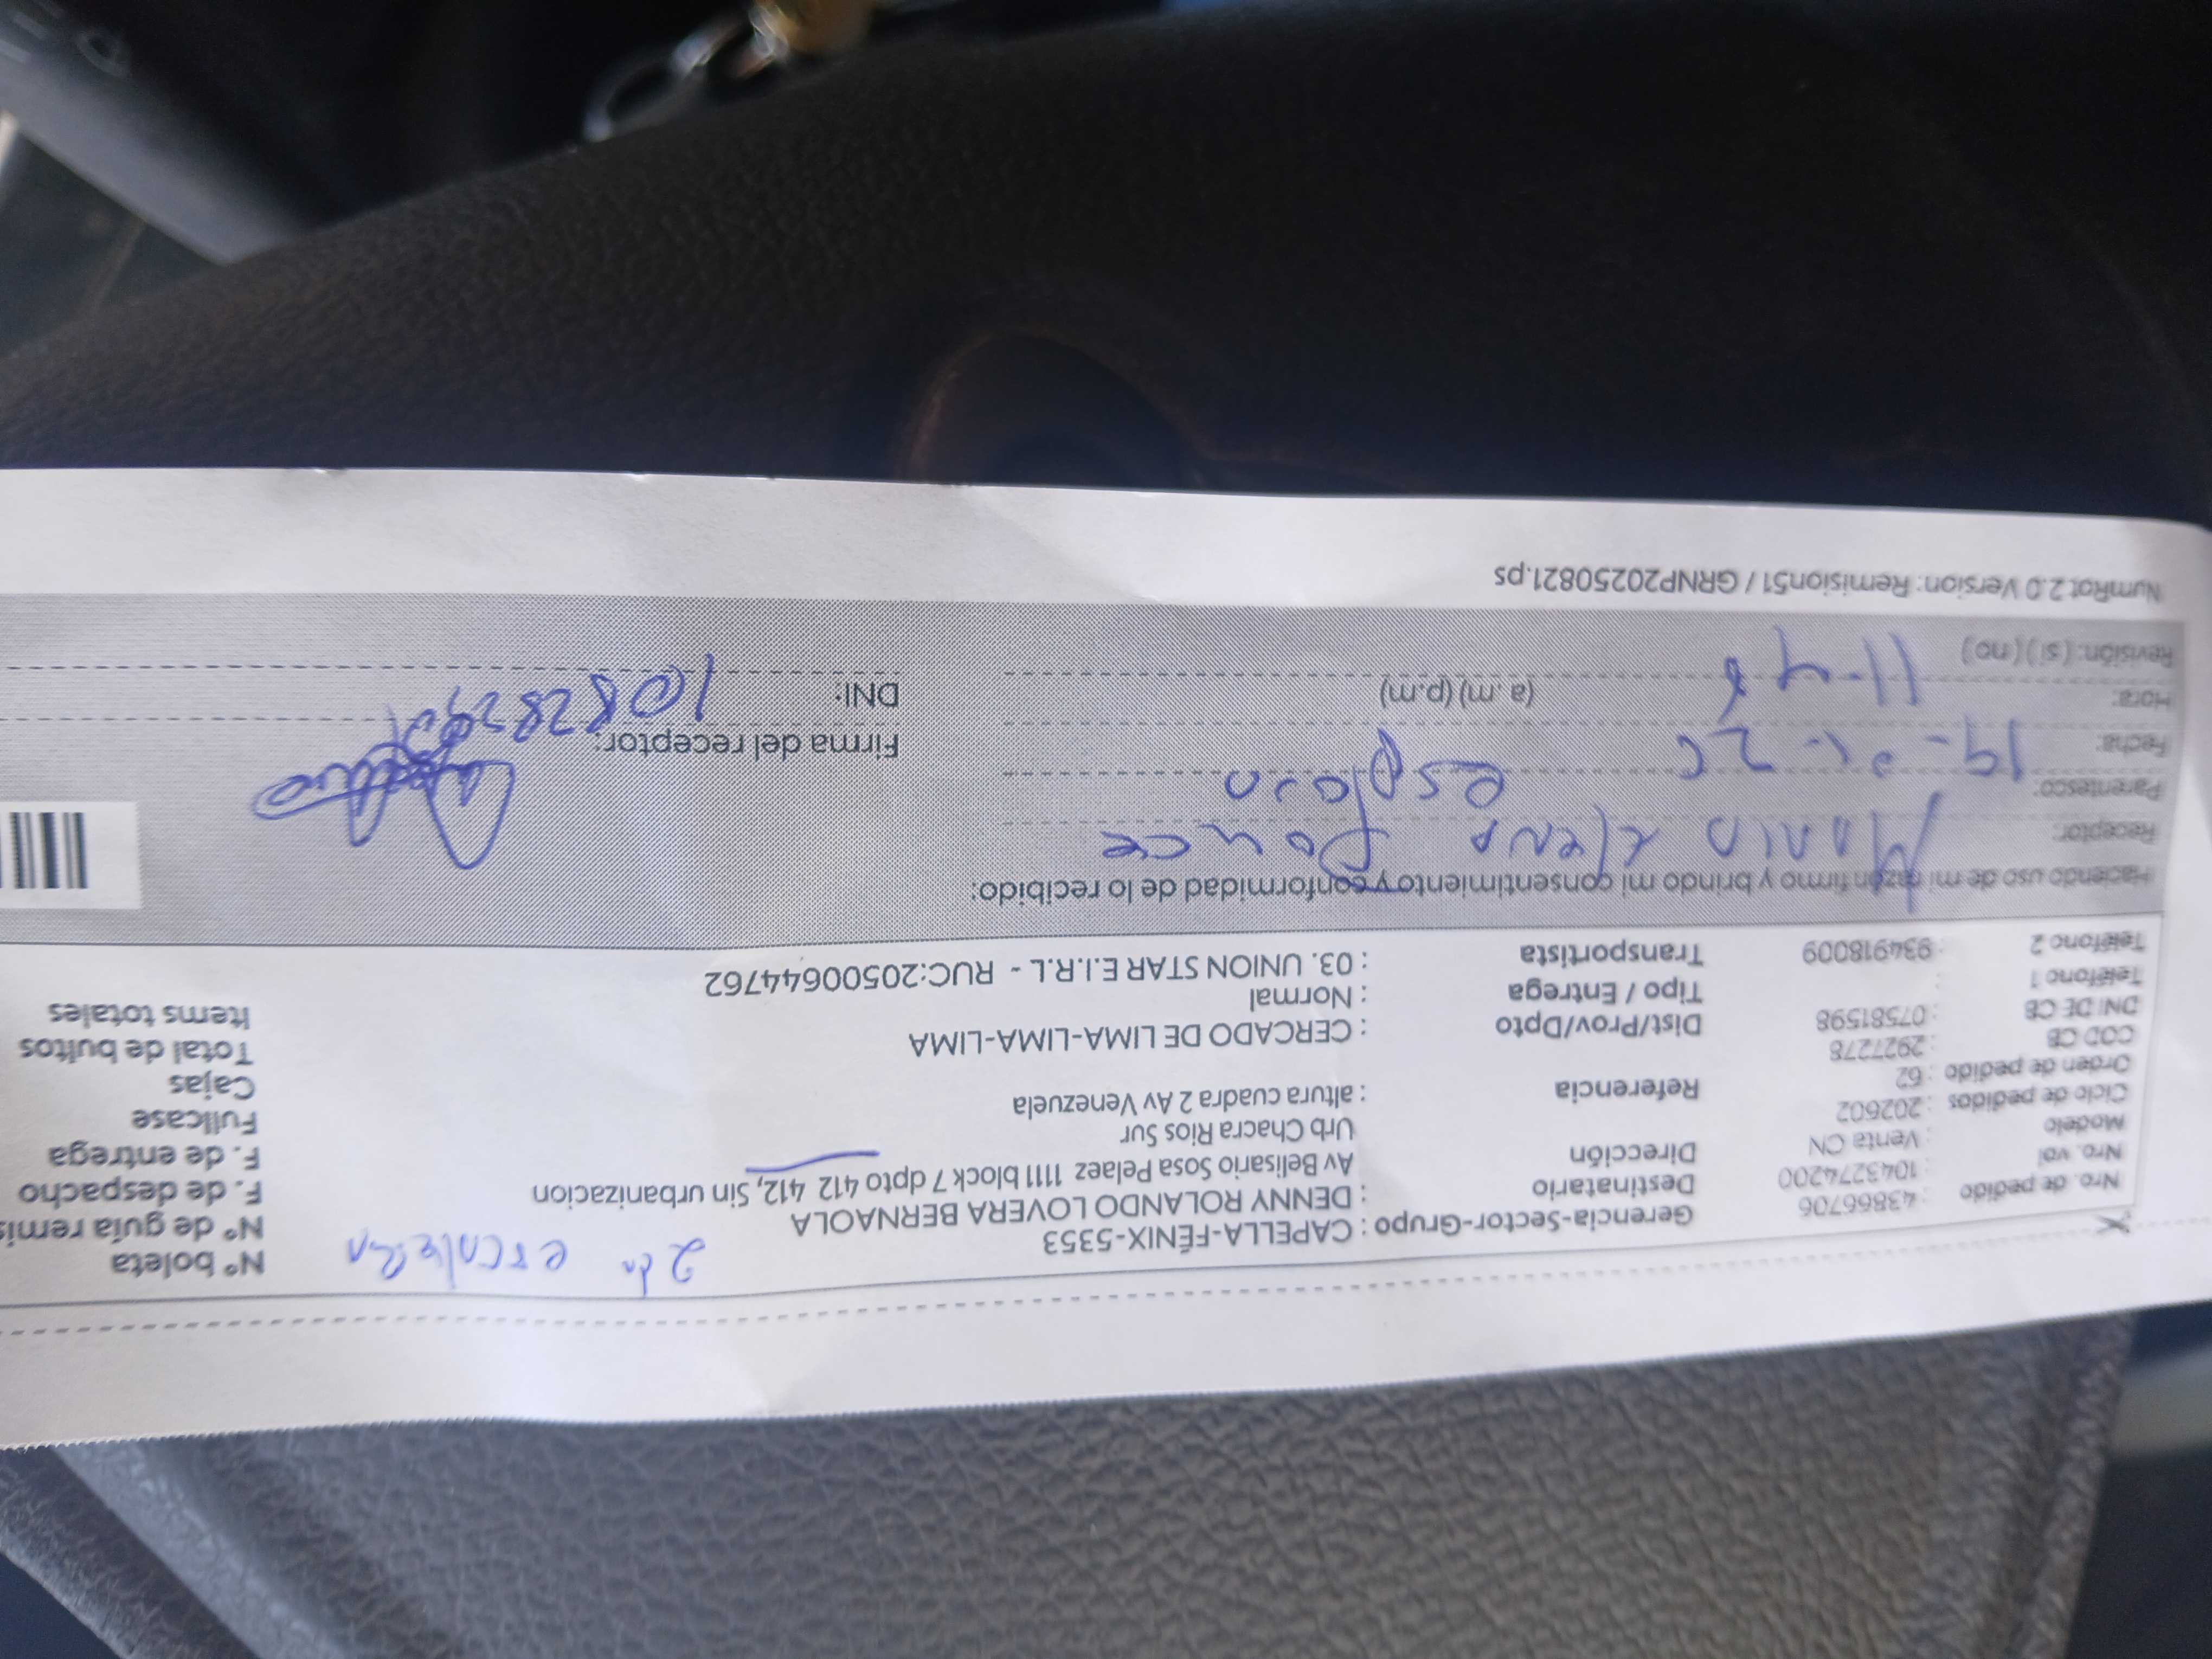 Nº boleta
Nº de guía remis
F. de despacho
F. de entrega
Fullcase
Cajas
Total de bultos
Items totales
2da escalera
Nro. de pedido : 43866706
Nro. vol : 1043274200
Modelo : Venta CN
Ciclo de pedidos : 202602
Orden de pedido : 62
COD CB : 2927278
DNI DE CB : 07581598
Teléfono 1 :
Teléfono 2 : 934918009
Gerencia-Sector-Grupo : CAPELLA-FÉNIX-5353
Destinatario : DENNY ROLANDO LOVERA BERNAOLA
Dirección Av Belisario Sosa Pelaez 1111 block 7 dpto 412 412, Sin urbanizacion
Urb Chacra Rios Sur
Referencia : altura cuadra 2 Av Venezuela
Dist/Prov/Dpto : CERCADO DE LIMA-LIMA-LIMA
Tipo / Entrega : Normal
Transportista : 03. UNION STAR E.I.R.L - RUC:20500644762
Haciendo uso de mi razón firmo y brindo mi consentimiento y conformidad de lo recibido:
Receptor: Maria Elena Ponce
Parentesco: esposa
Fecha: 19-
Hora: 11-48 (a.m) (p.m)
Revisión: (si) (no)
Firma del receptor:
DNI:
NumRot 2.0 Version: Remision51 / GRNP20250821.ps